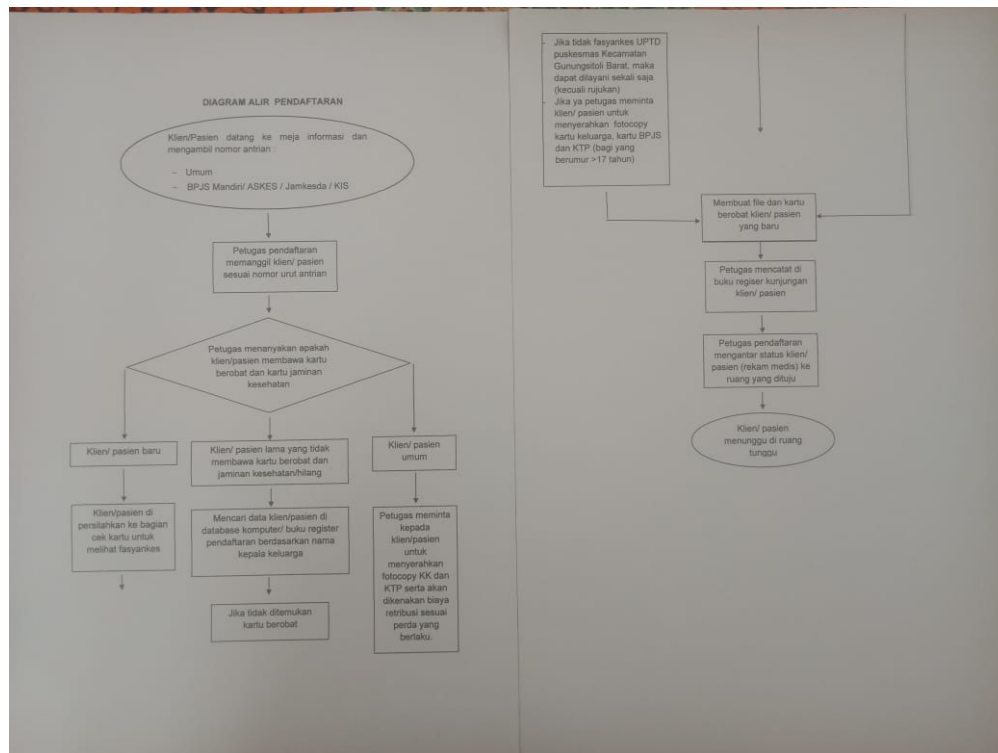 DIAGRAM ALIR PENDAFTARAN
Klien/Pasien datang ke meja informasi dan
mengambil nomor antrian :
– Umum
– BPJS Mandiri/ ASKES / Jamkesda / KIS
Petugas pendaftaran
memanggil klien/ pasien
sesuai nomor urut antrian
Petugas menanyakan apakah
klien/pasien membawa kartu
berobat dan kartu jaminan
kesehatan
Klien/ pasien baru
Klien/ pasien lama yang tidak
membawa kartu berobat dan
jaminan kesehatan/hilang
Klien/ pasien
umum
Klien/pasien di
persilahkan ke bagian
cek kartu untuk
melihat fasyankes
Mencari data klien/pasien di
database komputer/ buku register
pendaftaran berdasarkan nama
kepala keluarga
Petugas meminta
kepada
klien/pasien
untuk
menyerahkan
fotocopy KK dan
KTP serta akan
dikenakan biaya
retribusi sesuai
perda yang
berlaku.
Jika tidak ditemukan
kartu berobat
- Jika tidak fasyankes UPTD
puskesmas Kecamatan
Gunungsitoli Barat, maka
dapat dilayani sekali saja
(kecuali rujukan)
- Jika ya petugas meminta
klien/ pasien untuk
menyerahkan fotocopy
kartu keluarga, kartu BPJS
dan KTP (bagi yang
berumur >17 tahun)
Membuat file dan kartu
berobat klien/ pasien
yang baru
Petugas mencatat di
buku regiser kunjungan
klien/ pasien
Petugas pendaftaran
mengantar status klien/
pasien (rekam medis) ke
ruang yang dituju
Klien/ pasien
menunggu di ruang
tunggu